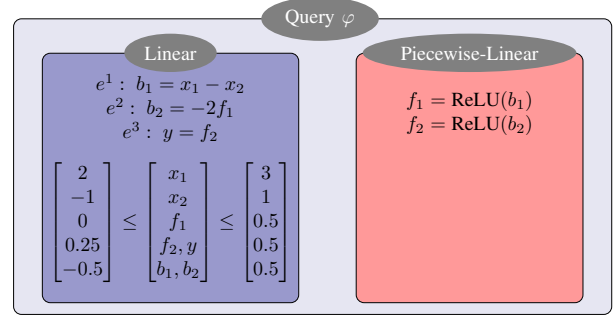 Query φ
Linear
e¹ : b₁ = x₁ − x₂
e² : b₂ = −2f₁
e³ : y = f₂
[2 −1 0 0.25 −0.5] ≤ [x₁ x₂ f₁ f₂, y b₁, b₂] ≤ [3 1 0.5 0.5 0.5]
Piecewise-Linear
f₁ = ReLU(b₁)
f₂ = ReLU(b₂)